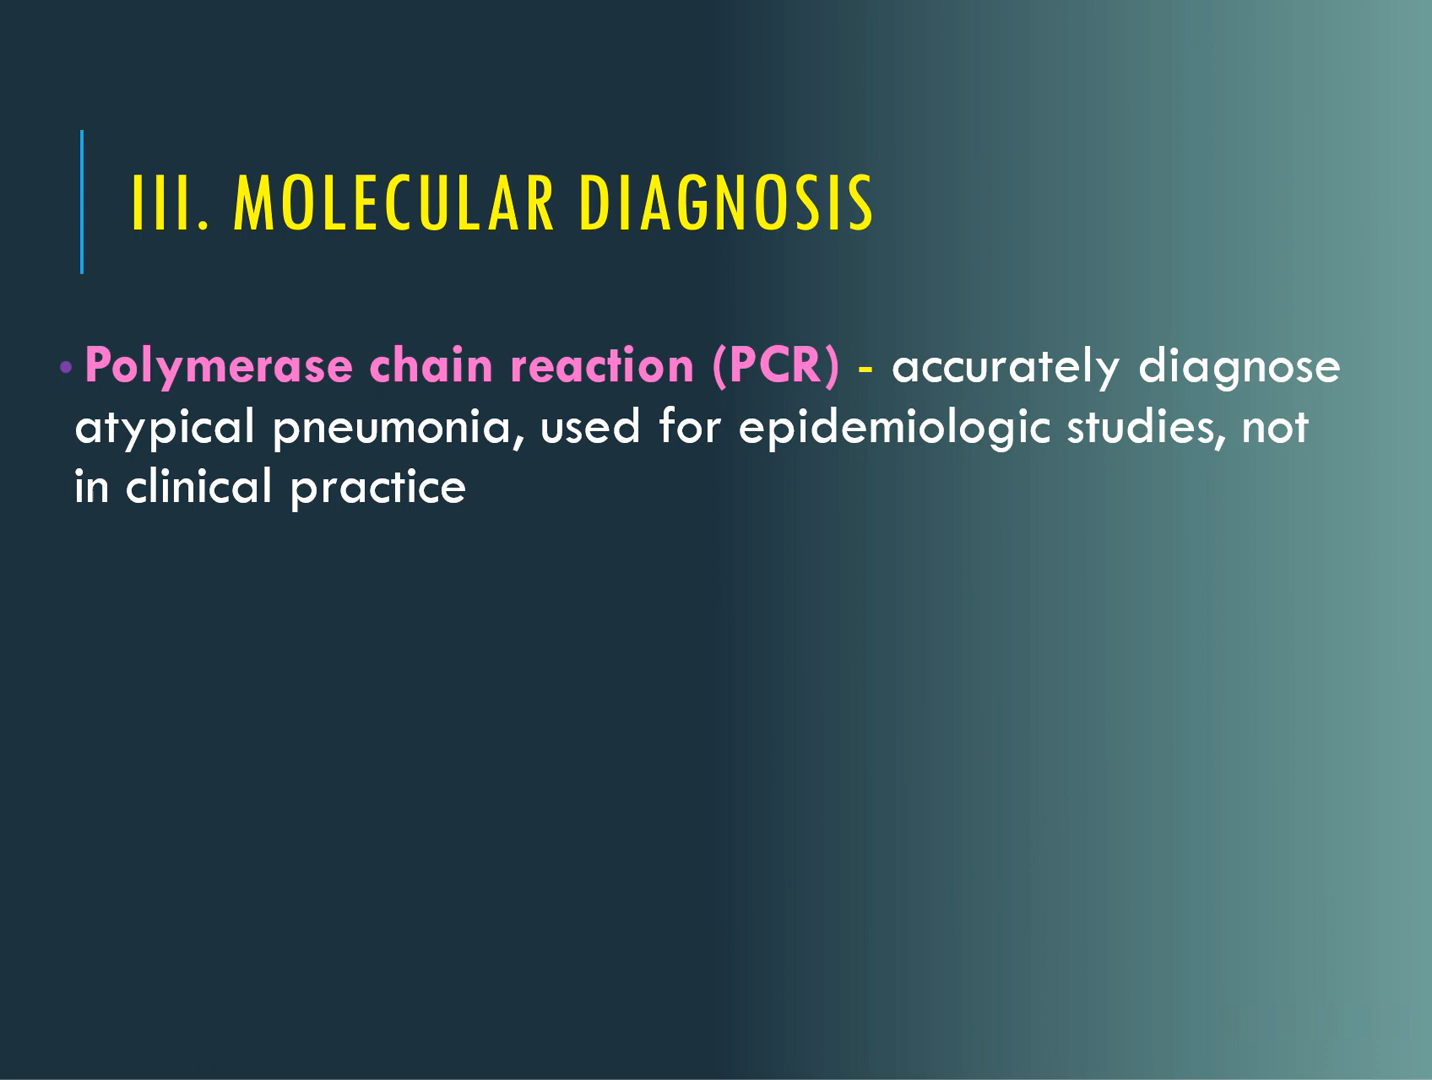 III. MOLECULAR DIAGNOSIS
• Polymerase chain reaction (PCR) - accurately diagnose
atypical pneumonia, used for epidemiologic studies, not
in clinical practice